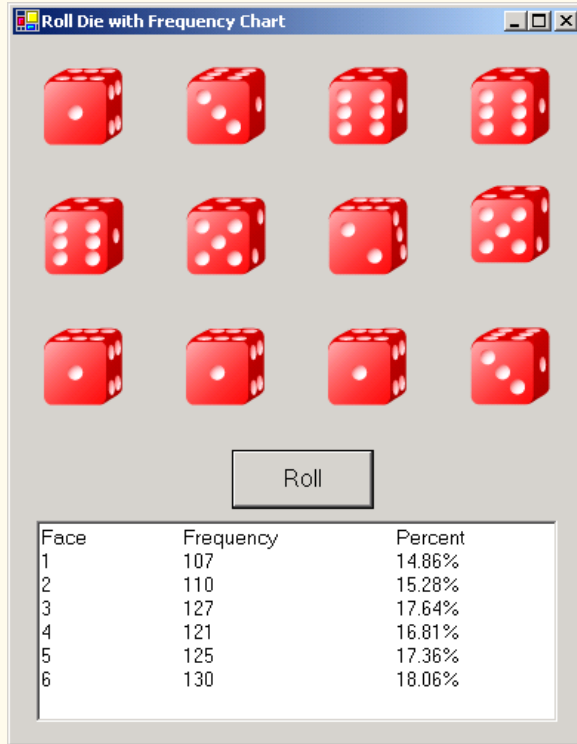 Roll Die with Frequency Chart
Roll
Face Frequency Percent
1 107 14.86%
2 110 15.28%
3 127 17.64%
4 121 16.81%
5 125 17.36%
6 130 18.06%